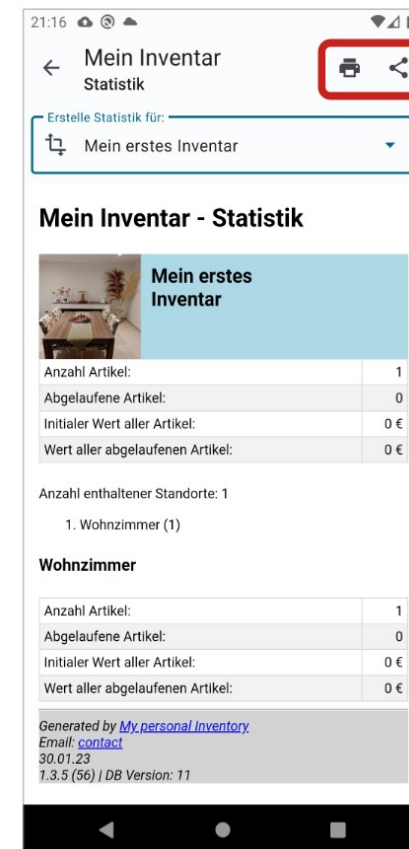 21:16
Mein Inventar
Statistik
Erstelle Statistik für:
Mein erstes Inventar
Mein Inventar - Statistik
Mein erstes
Inventar
Anzahl Artikel: 1
Abgelaufene Artikel: 0
Initialer Wert aller Artikel: 0 €
Wert aller abgelaufenen Artikel: 0 €
Anzahl enthaltener Standorte: 1
1. Wohnzimmer (1)
Wohnzimmer
Anzahl Artikel: 1
Abgelaufene Artikel: 0
Initialer Wert aller Artikel: 0 €
Wert aller abgelaufenen Artikel: 0 €
Generated by My personal Inventory
Email: contact
30.01.23
1.3.5 (56) | DB Version: 11